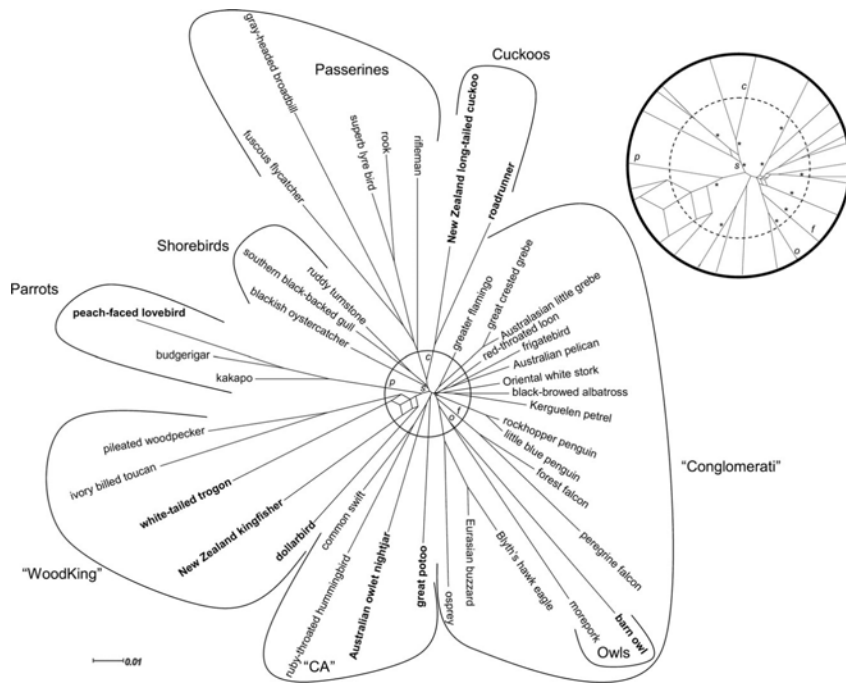 Passerines
Cuckoos
gray-headed broadbill
fuscous flycatcher
superb lyre bird
rook
rifleman
New Zealand long-tailed cuckoo
roadrunner
Shorebirds
ruddy turnstone
southern black-backed gull
blackish oystercatcher
Parrots
peach-faced lovebird
budgerigar
kakapo
greater flamingo
great crested grebe
Australasian little grebe
red-throated loon
frigatebird
Australian pelican
Oriental white stork
black-browed albatross
Kerguelen petrel
rockhopper penguin
little blue penguin
forest falcon
peregrine falcon
"Conglomerati"
barn owl
morepork
Owls
Blyth's hawk eagle
Eurasian buzzard
osprey
great potoo
Australian owlet nightjar
ruby-throated hummingbird
common swift
"CA"
dollarbird
New Zealand kingfisher
white-tailed trogon
ivory billed toucan
pileated woodpecker
"WoodKing"
0.01
c
p
s
f
o
c
p
s
f
o